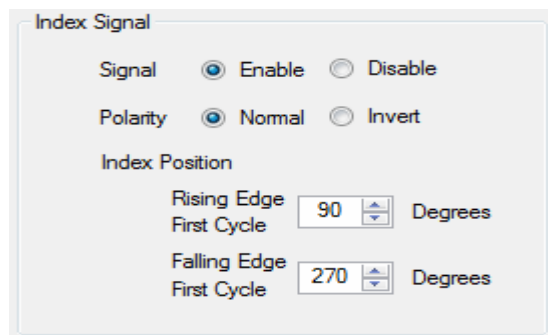 Index Signal
Signal Enable Disable
Polarity Normal Invert
Index Position
Rising Edge
First Cycle 90 Degrees
Falling Edge
First Cycle 270 Degrees